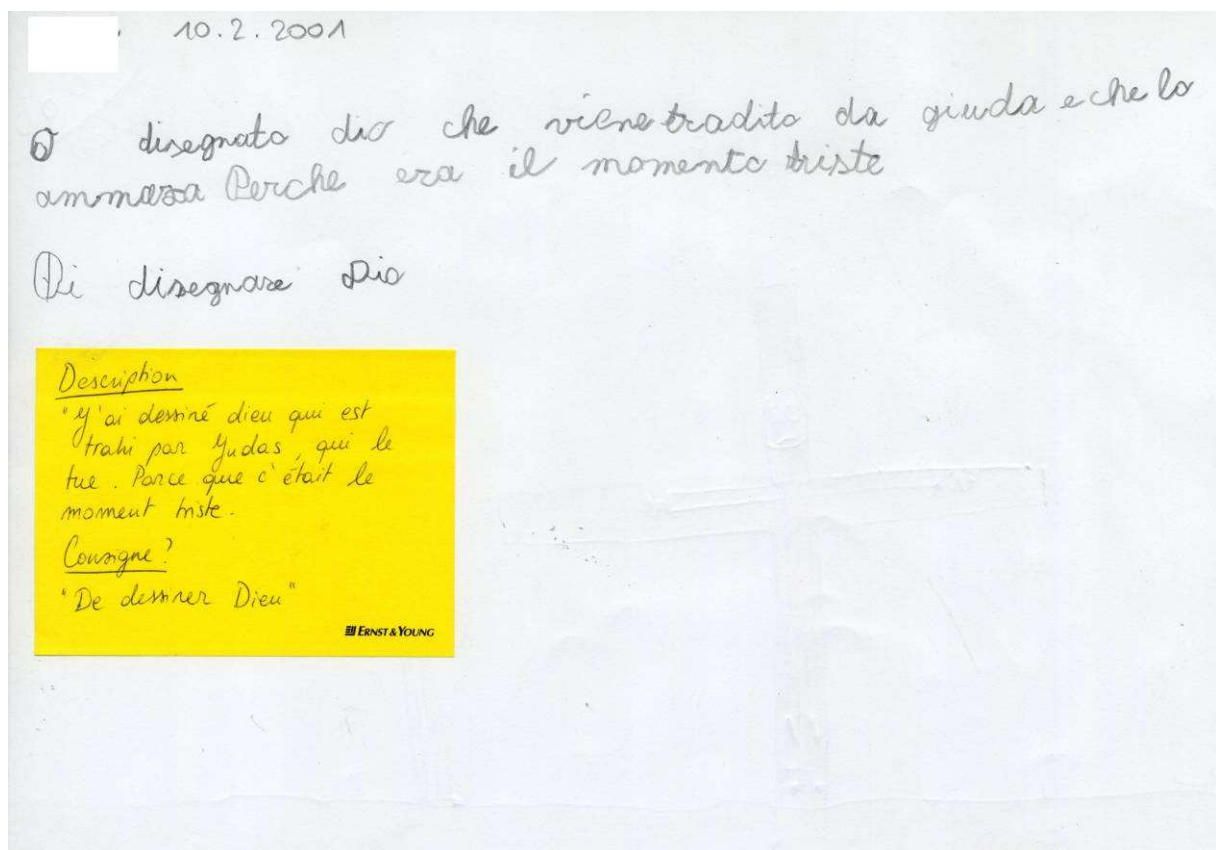 10.2.2001
O disegnato dio che viene tradito da giuda e che lo
ammazza Perche era il momento triste
Di disegnare Dio
Description
"J'ai dessiné dieu qui est
trahi par Judas, qui le
tue. Parce que c'était le
moment triste.
Consigne?
"De dessiner Dieu"
ERNST & YOUNG